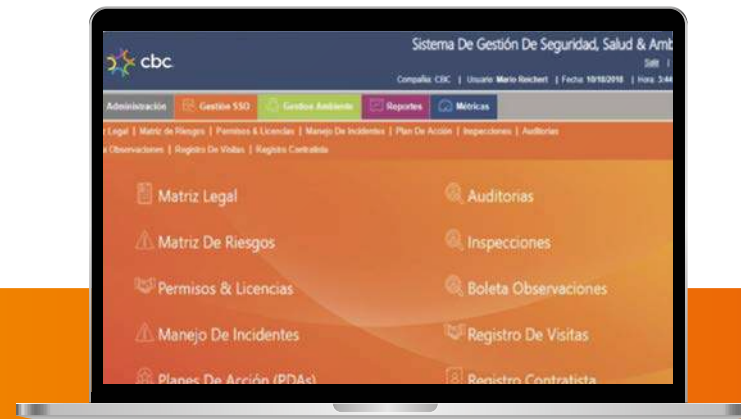 cbc
Sistema De Gestión De Seguridad, Salud & Amb
Salir |
Compañia: CBC | Usuario: Mario Reichert | Fecha: 10/10/2018 | Hora: 3:44
Administración Gestión SSO Gestion Ambiente Reportes Métricas
Legal | Matriz de Riesgos | Permisos & Licencias | Manejo De Incidentes | Plan De Acción | Inspecciones | Auditorias
Observaciones | Registro De Visitas | Registro Contratista
Matriz Legal
Auditorias
Matriz De Riesgos
Inspecciones
Permisos & Licencias
Boleta Observaciones
Manejo De Incidentes
Registro De Visitas
Planes De Acción (PDAs)
Registro Contratista